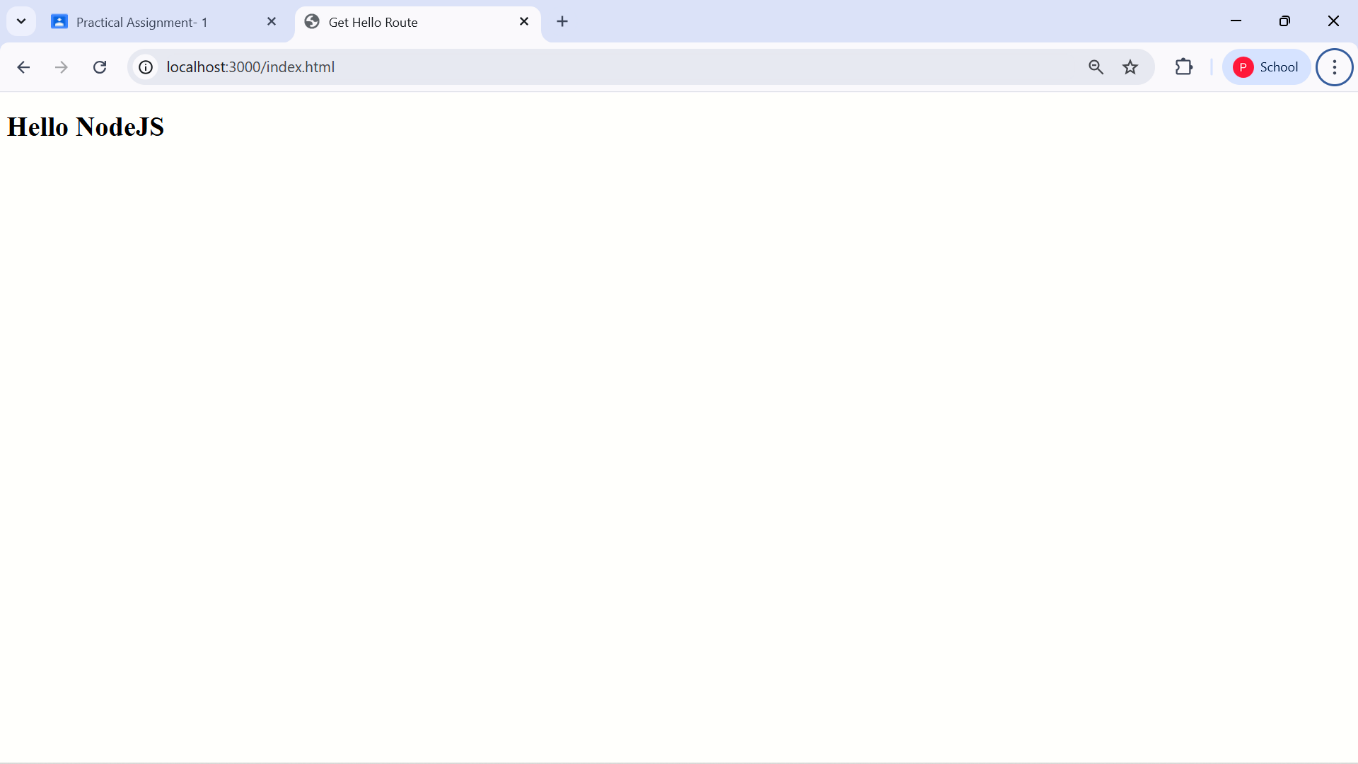 Practical Assignment- 1
Get Hello Route
localhost:3000/index.html
P
School
Hello NodeJS